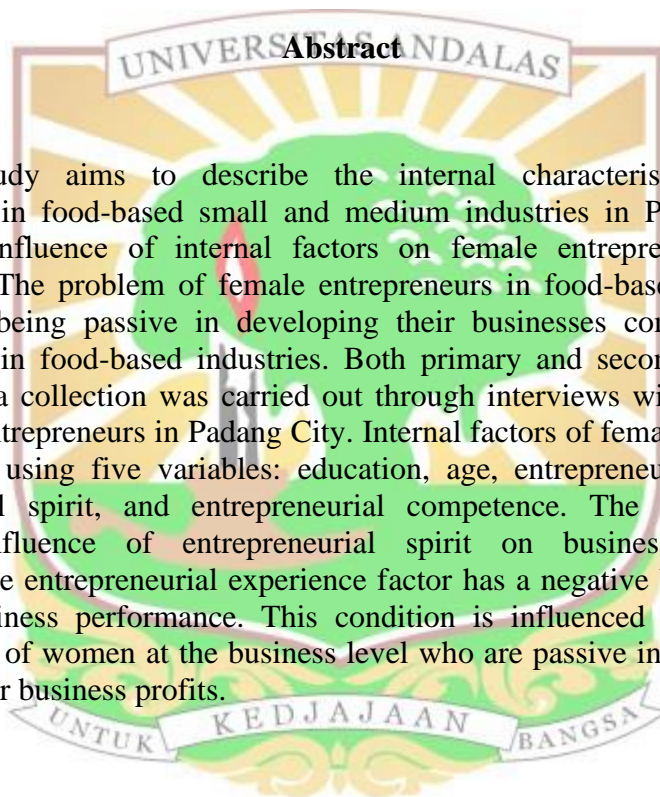 UNIVERSITAS ANDALAS
Abstract
udy aims to describe the internal characteris
in food-based small and medium industries in P
nfluence of internal factors on female entrepre
The problem of female entrepreneurs in food-base
being passive in developing their businesses con
in food-based industries. Both primary and secon
a collection was carried out through interviews wi
ntrepreneurs in Padang City. Internal factors of fema
using five variables: education, age, entrepreneu
l spirit, and entrepreneurial competence. The
nfluence of entrepreneurial spirit on busines
e entrepreneurial experience factor has a negative
iness performance. This condition is influenced
of women at the business level who are passive in
r business profits.
UNTUK KEDJAJAAN BANGSA